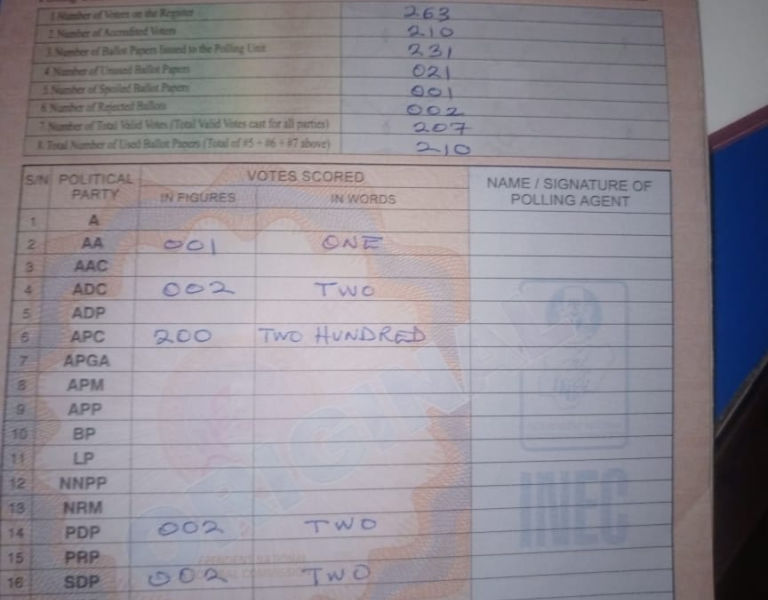 1.Number of Voters on the Register 263
2.Number of Accredited Voters 210
3.Number of Ballot Papers Issued to the Polling Unit 231
4.Number of Unused Ballot Papers 021
5.Number of Spoiled Ballot Papers 001
6.Number of Rejected Ballots 002
7.Number of Total Valid Votes (Total Valid Votes cast for all parties) 207
8.Total Number of Used Ballot Papers (Total of #5 + #6 + #7 above) 210
S/N POLITICAL PARTY VOTES SCORED NAME / SIGNATURE OF POLLING AGENT
IN FIGURES IN WORDS
1 A
2 AA 001 ONE
3 AAC
4 ADC 002 TWO
5 ADP
6 APC 200 TWO HUNDRED
7 APGA
8 APM
9 APP
10 BP
11 LP
12 NNPP
13 NRM
14 PDP 002 TWO
15 PRP
16 SDP 002 TWO
ORIGINAL
INEC